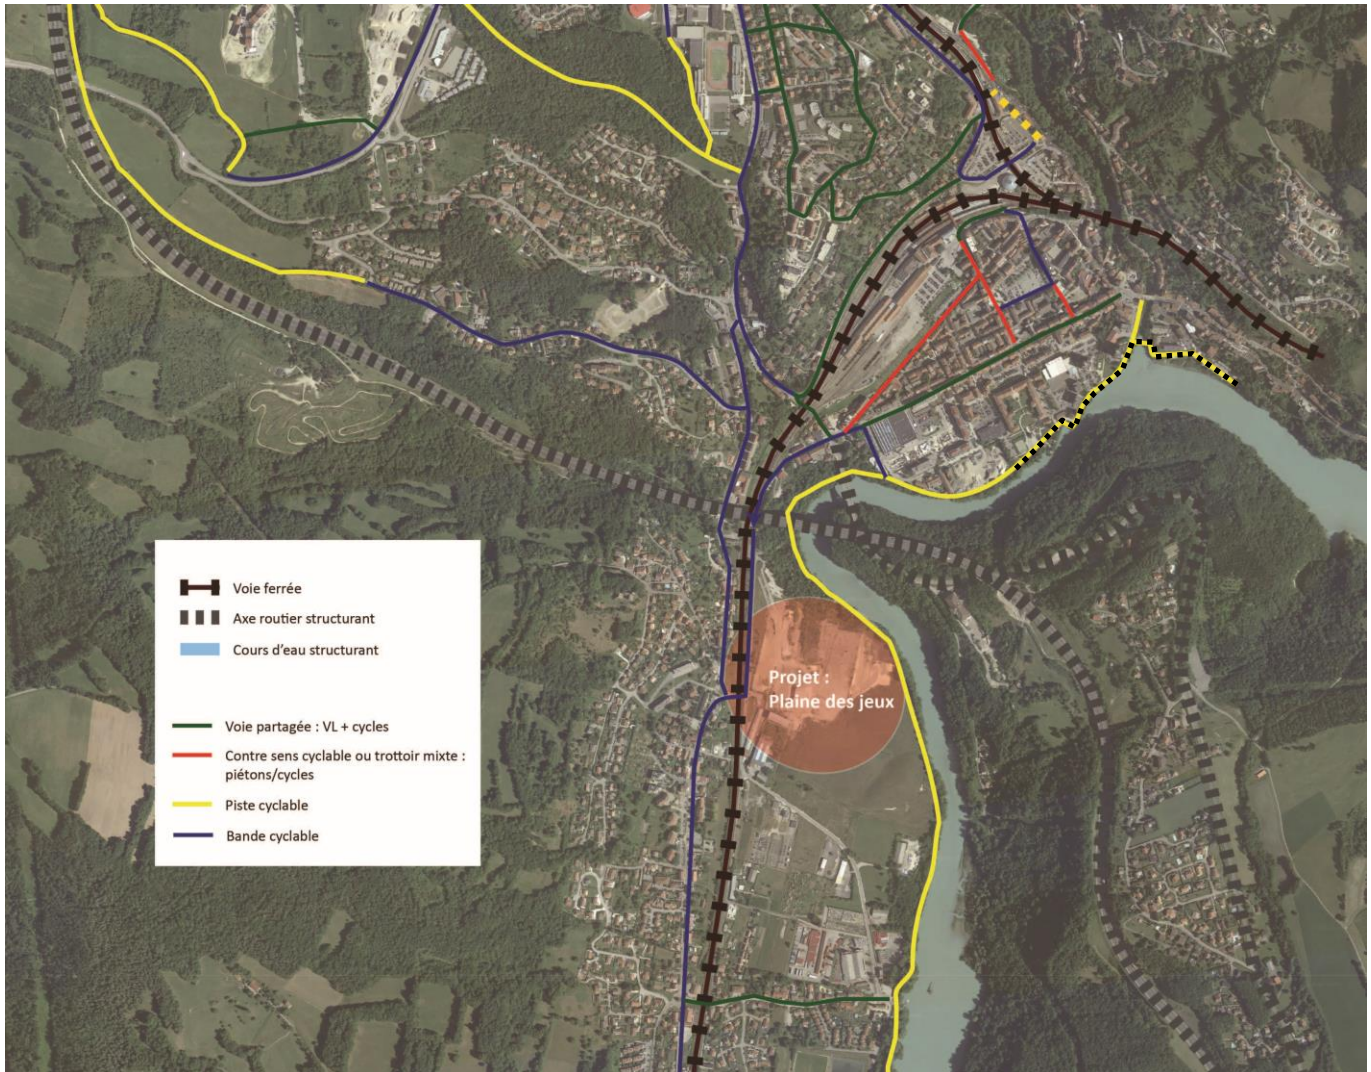 Voie ferrée
Axe routier structurant
Cours d'eau structurant
Voie partagée : VL + cycles
Contre sens cyclable ou trottoir mixte :
piétons/cycles
Piste cyclable
Bande cyclable
Projet :
Plaine des jeux